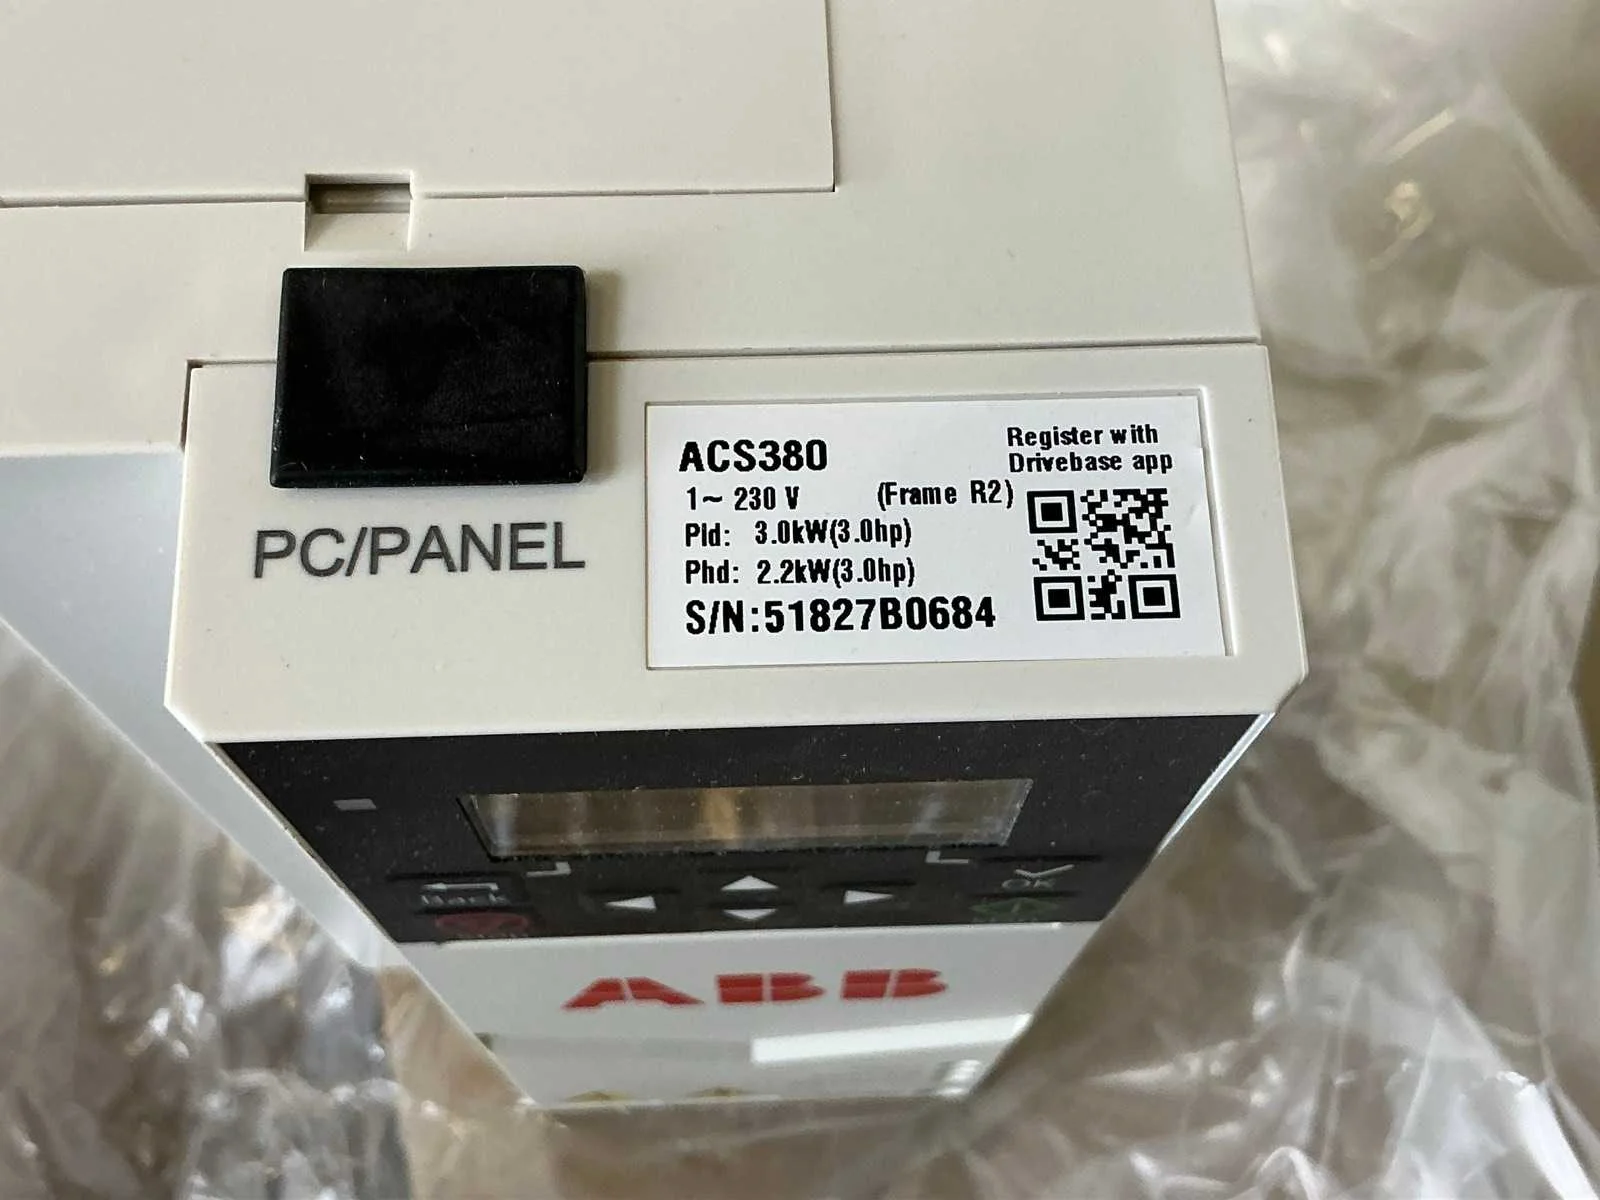 PC/PANEL
ACS380
Register with
Drivebase app
1~ 230 V (Frame R2)
Pld: 3.0kW(3.0hp)
Phd: 2.2kW(3.0hp)
S/N:51827B0684
Back
OK
ABB